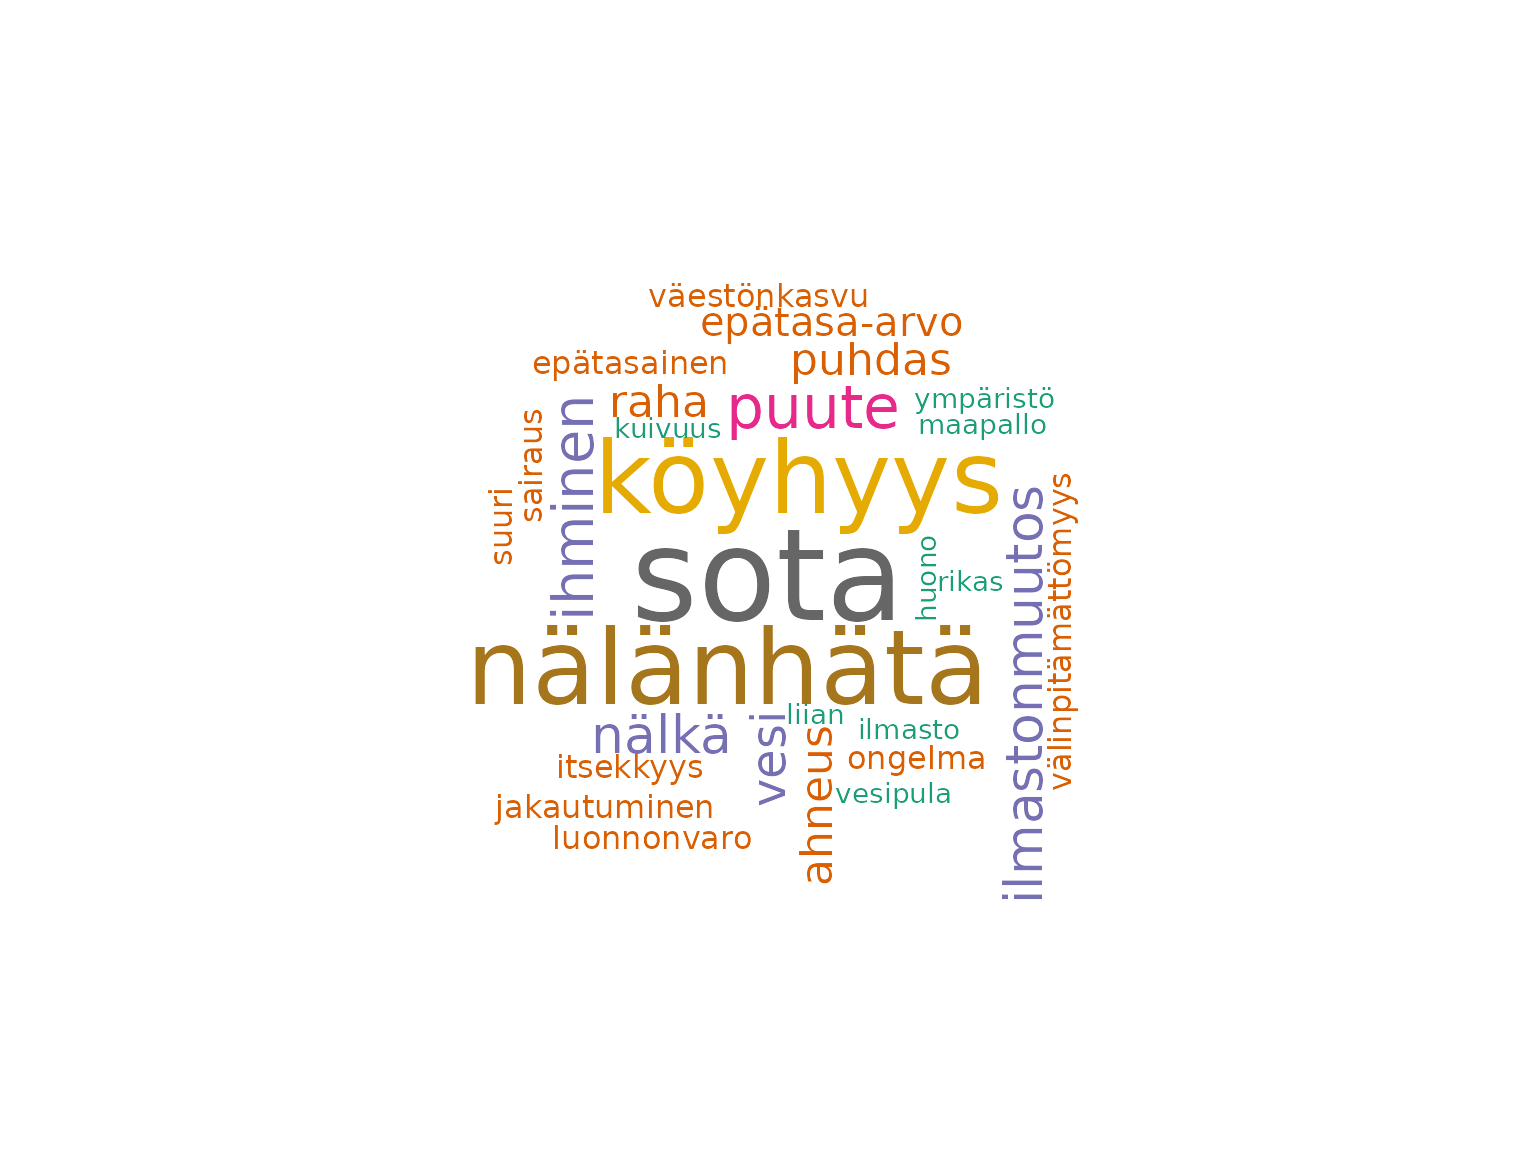 väestönkasvu
epätasa-arvo
epätasainen
puhdas
raha
puute
ympäristö
kuivuus
maapallo
köyhyys
sairaus
ihminen
suuri
sota
huono
rikas
ilmastonmuutos
välinpitämättömyys
nälänhätä
nälkä
vesi
liian
ilmasto
itsekkyys
ahneus
ongelma
jakautuminen
vesipula
luonnonvaro